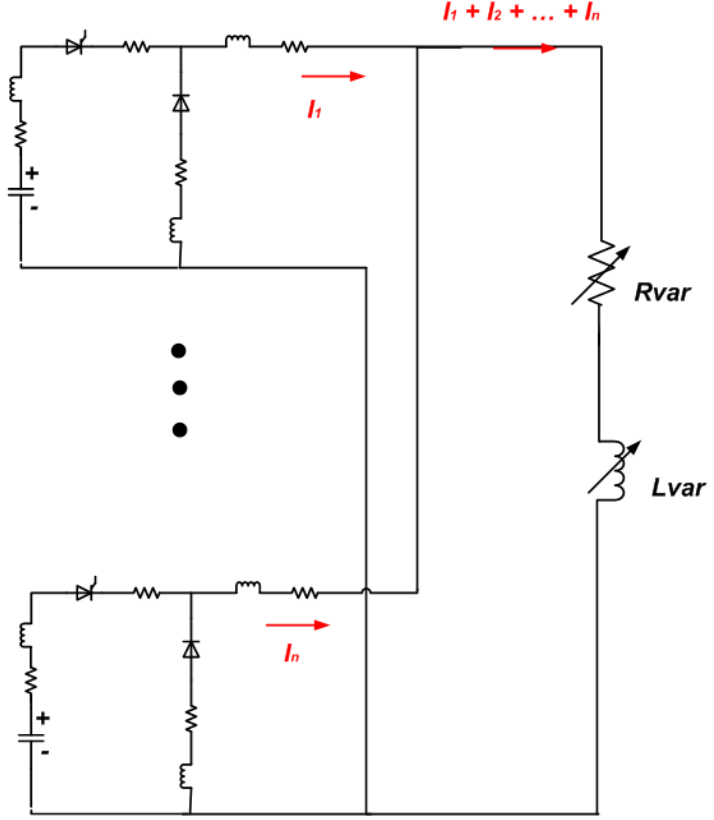 I₁ + I₂ + ... + Iₙ
+
-
I₁
Rvar
Lvar
Iₙ
+
-